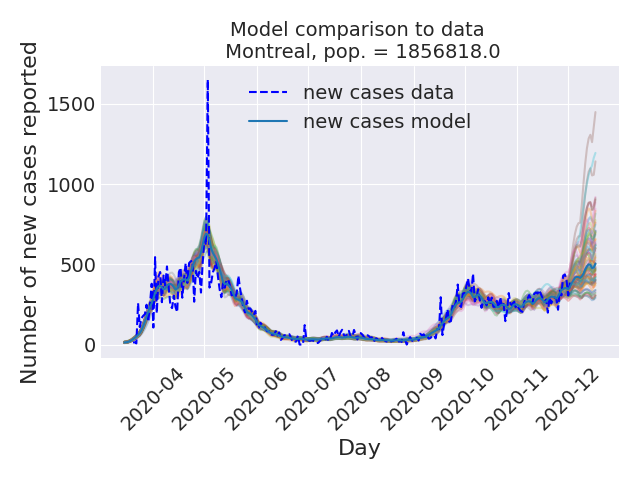 Model comparison to data
Montreal, pop. = 1856818.0
Number of new cases reported
1500
1000
500
0
new cases data
new cases model
2020-04
2020-05
2020-06
2020-07
2020-08
2020-09
2020-10
2020-11
2020-12
Day